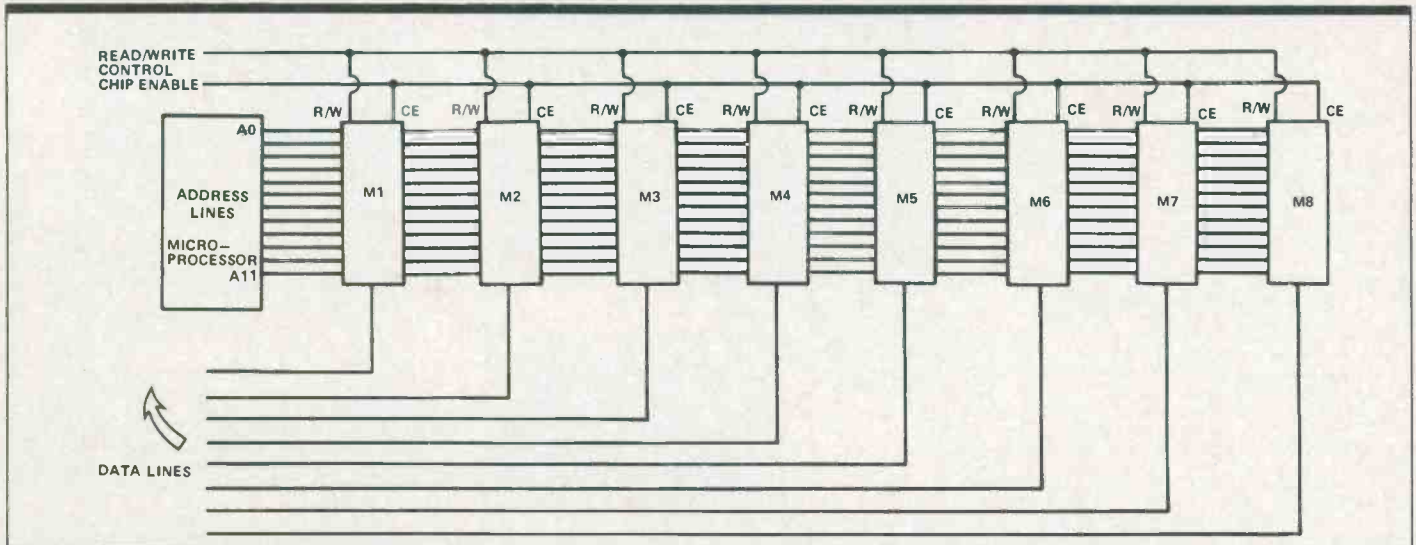 READ/WRITE
CONTROL
CHIP ENABLE
R/W CE R/W CE R/W CE R/W CE R/W CE R/W CE R/W CE R/W CE
A0
ADDRESS
LINES
MICRO–
PROCESSOR
A11
M1 M2 M3 M4 M5 M6 M7 M8
DATA LINES